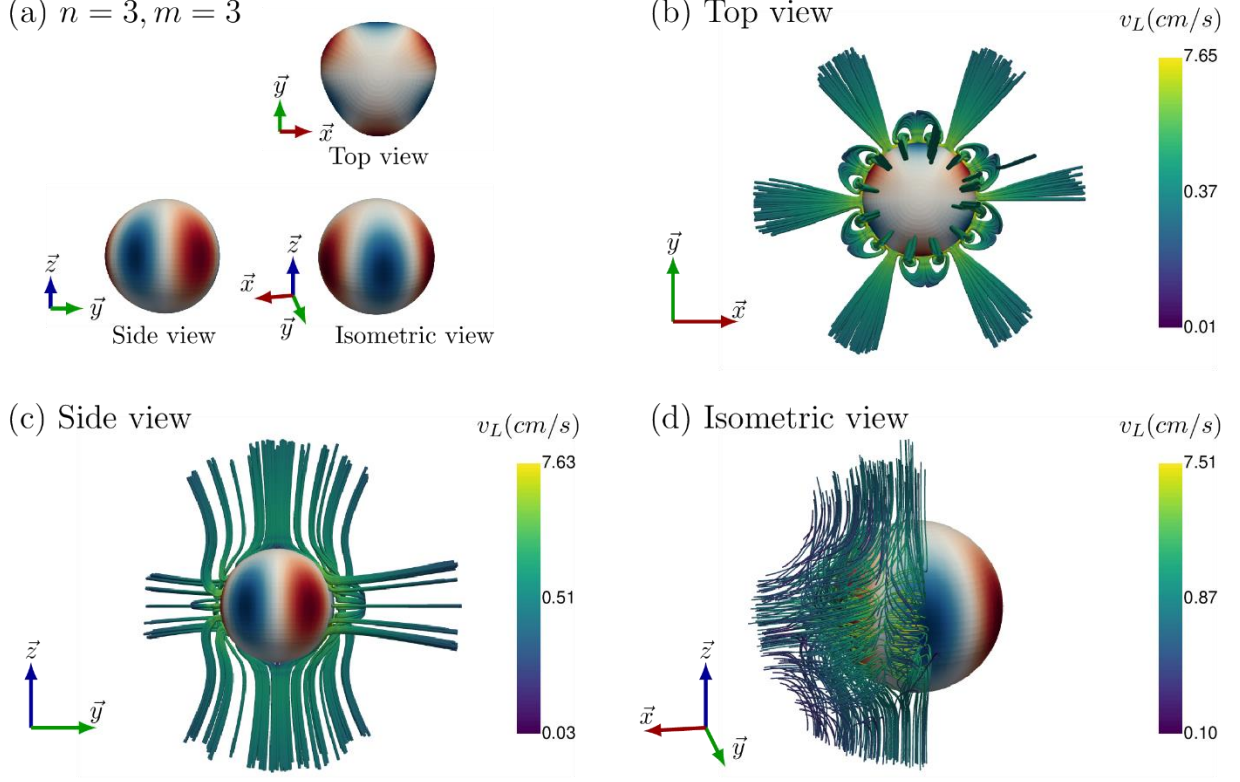 (a) n = 3, m = 3
y⃗
x⃗
Top view
z⃗
y⃗
Side view
z⃗
x⃗
y⃗
Isometric view
(b) Top view
v_L(cm/s)
7.65
0.37
0.01
y⃗
x⃗
(c) Side view
v_L(cm/s)
7.63
0.51
0.03
z⃗
y⃗
(d) Isometric view
v_L(cm/s)
7.51
0.87
0.10
z⃗
x⃗
y⃗